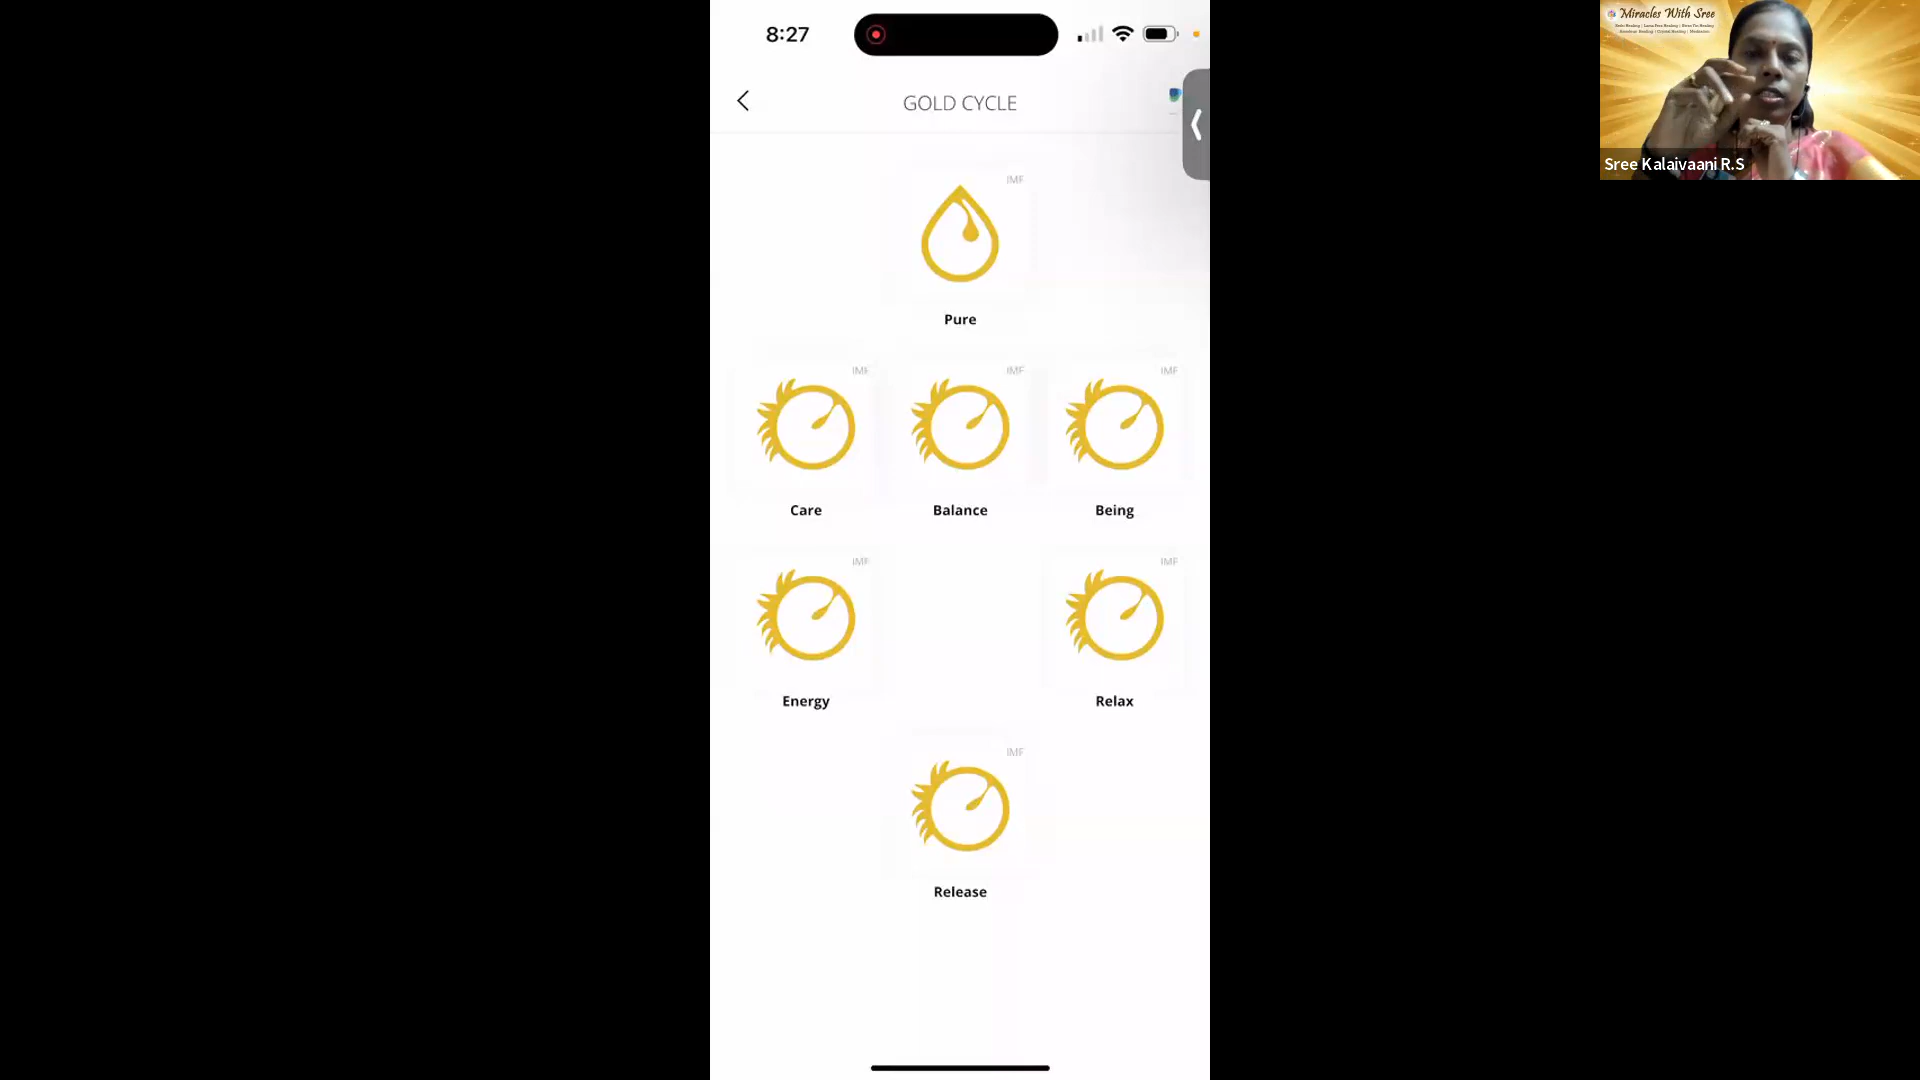 8:27
GOLD CYCLE
IMF
Pure
IMF
IMF
IMF
Care
Balance
Being
IMF
IMF
Energy
Relax
IMF
Release
Miracles With Sree
Sree Kalaivaani R.S